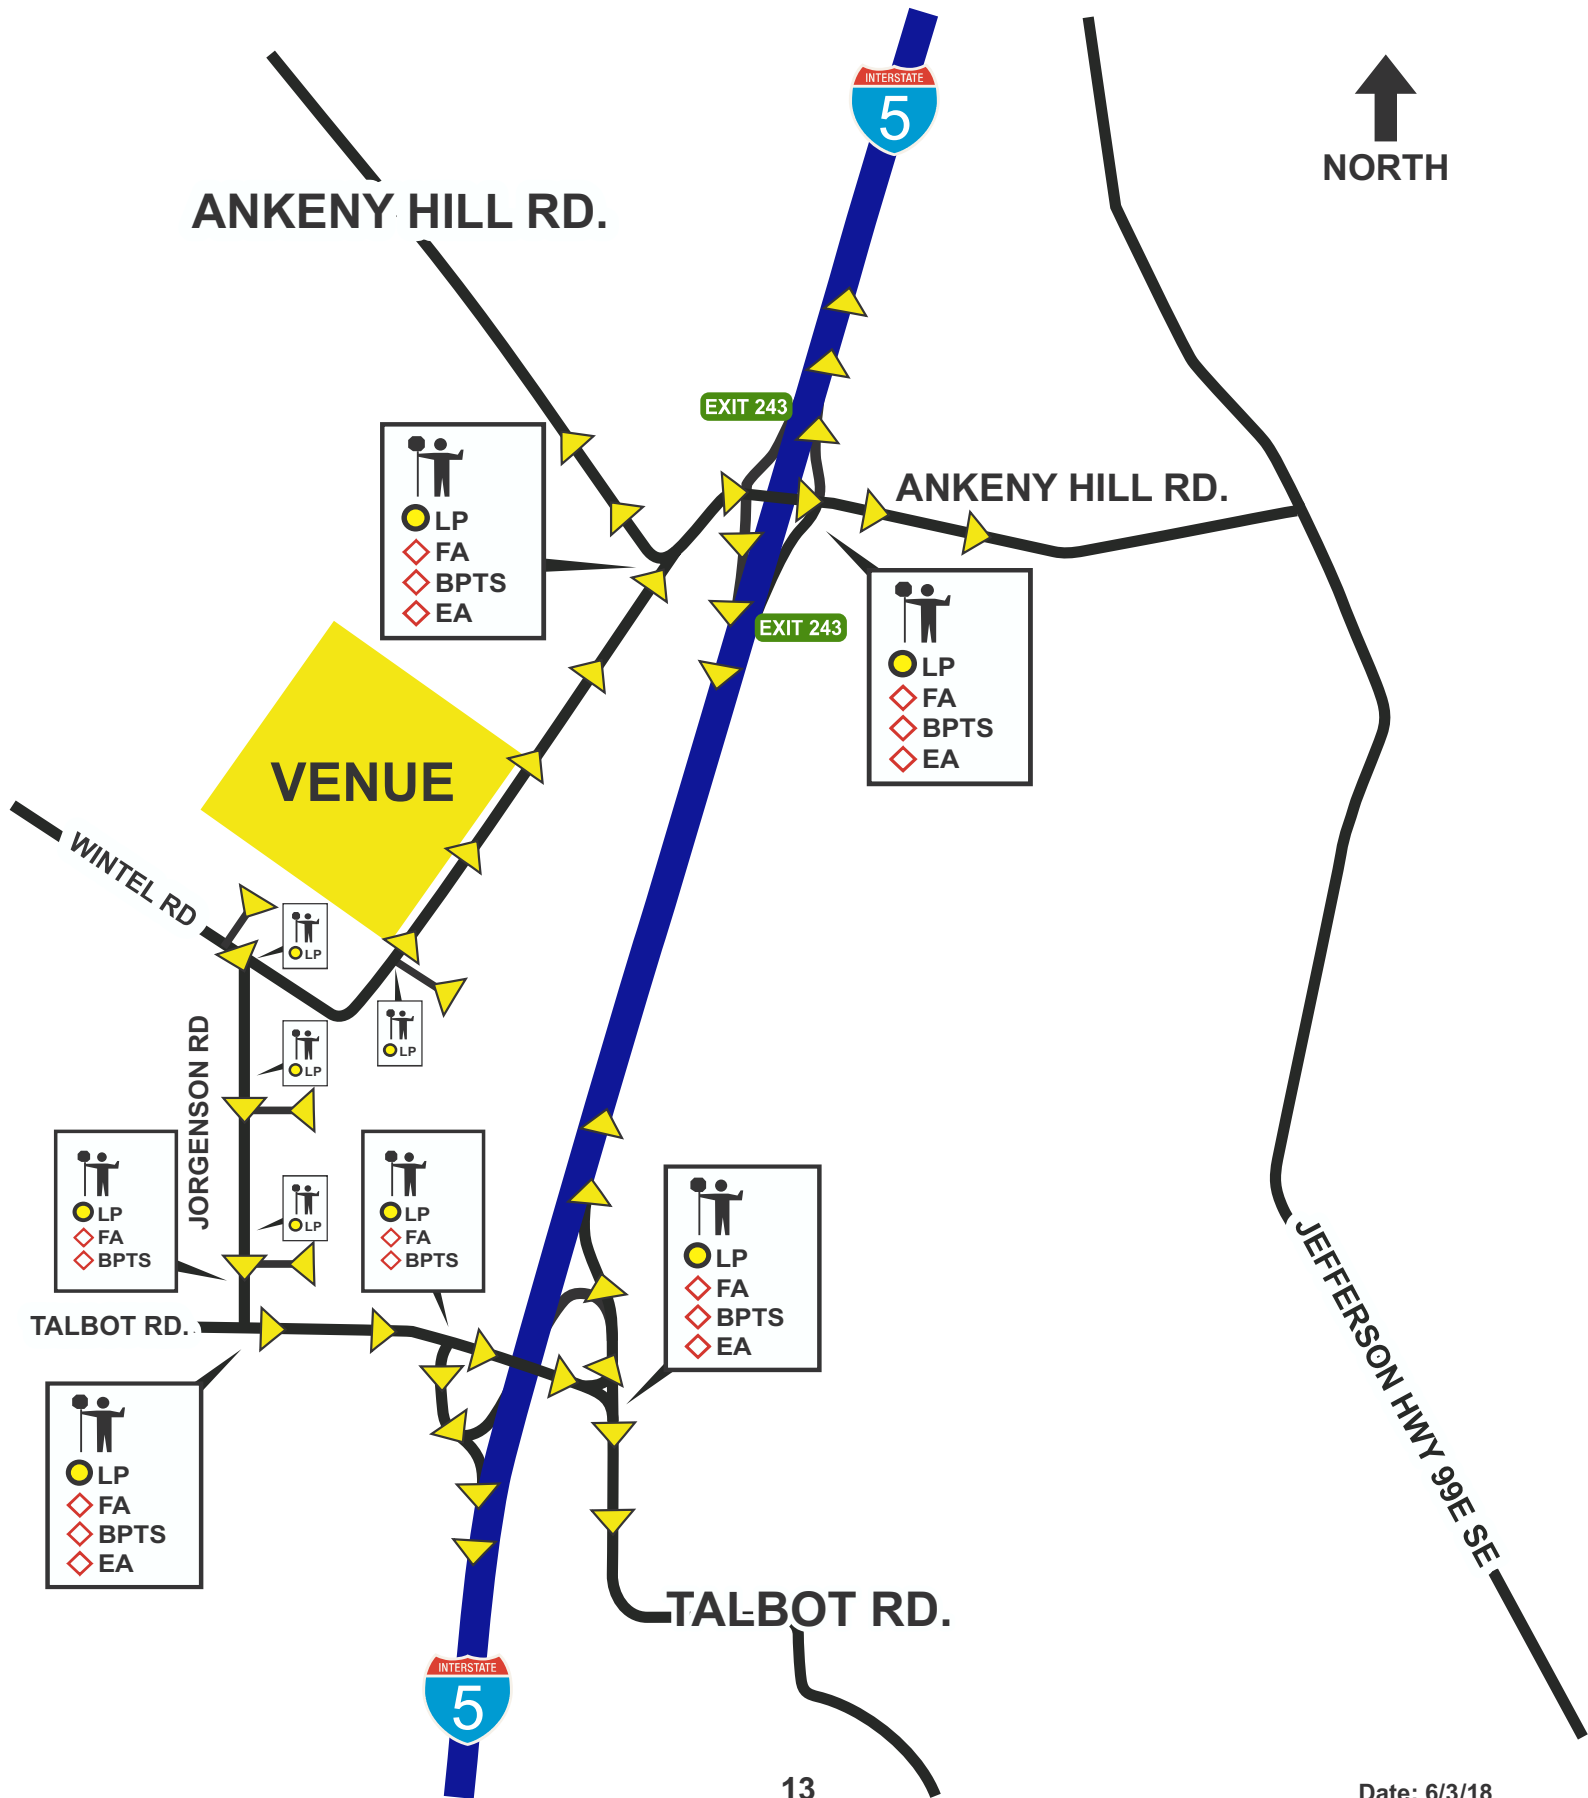 INTERSTATE
5
NORTH
ANKENY HILL RD.
EXIT 243
ANKENY HILL RD.
LP
FA
BPTS
EA
EXIT 243
LP
FA
BPTS
EA
VENUE
WINTEL RD
LP
LP
LP
JORGENSON RD
LP
LP
FA
BPTS
LP
FA
BPTS
LP
FA
BPTS
EA
TALBOT RD.
JEFFERSON HWY 99E SE
LP
FA
BPTS
EA
TALBOT RD.
INTERSTATE
5
13
Date: 6/3/18